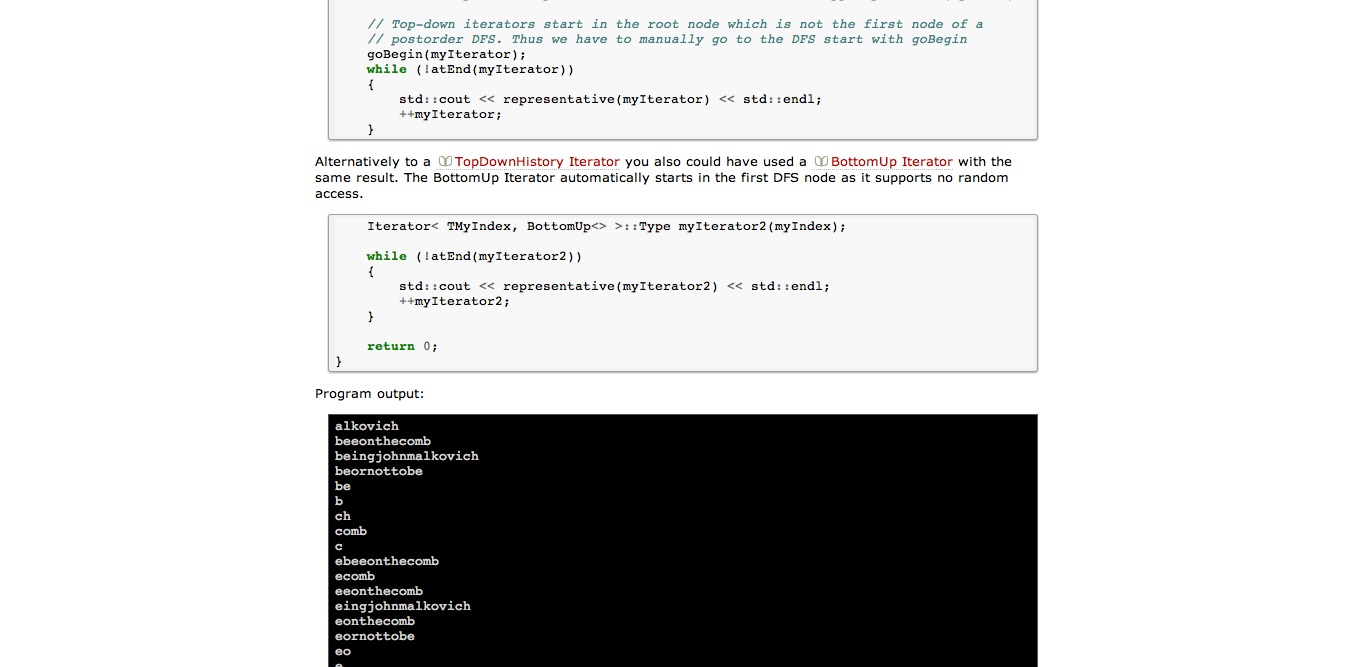 // Top-down iterators start in the root node which is not the first node of a
// postorder DFS. Thus we have to manually go to the DFS start with goBegin
goBegin(myIterator);
while (!atEnd(myIterator))
{
std::cout << representative(myIterator) << std::endl;
++myIterator;
}
Alternatively to a TopDownHistory Iterator you also could have used a BottomUp Iterator with the
same result. The BottomUp Iterator automatically starts in the first DFS node as it supports no random
access.
Iterator< TMyIndex, BottomUp<> >::Type myIterator2(myIndex);
while (!atEnd(myIterator2))
{
std::cout << representative(myIterator2) << std::endl;
++myIterator2;
}
return 0;
}
Program output:
alkovich
beeonthecomb
beingjohnmalkovich
beornottobe
be
b
ch
comb
c
ebeeonthecomb
ecomb
eeonthecomb
eingjohnmalkovich
eonthecomb
eornottobe
eo